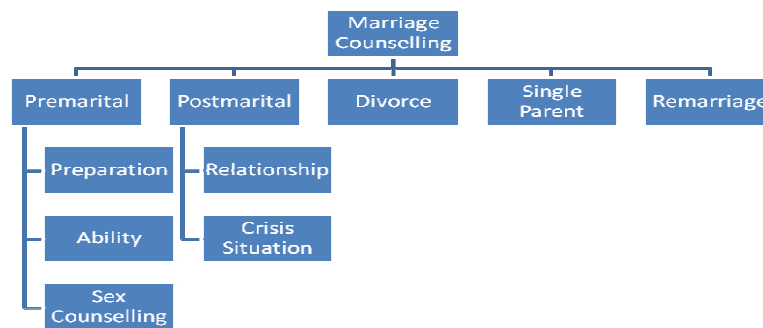 Marriage
Counselling
Premarital
Postmarital
Divorce
Single
Parent
Remarriage
Preparation
Relationship
Ability
Crisis
Situation
Sex
Counselling